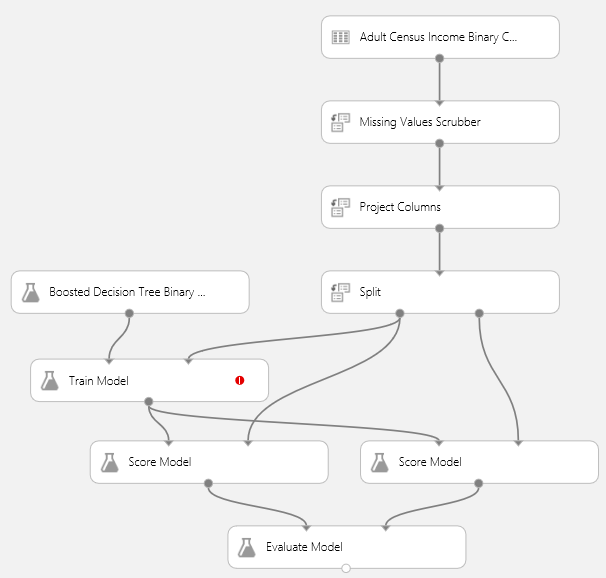 Adult Census Income Binary C...
Missing Values Scrubber
Project Columns
Boosted Decision Tree Binary ...
Split
Train Model
Score Model
Score Model
Evaluate Model